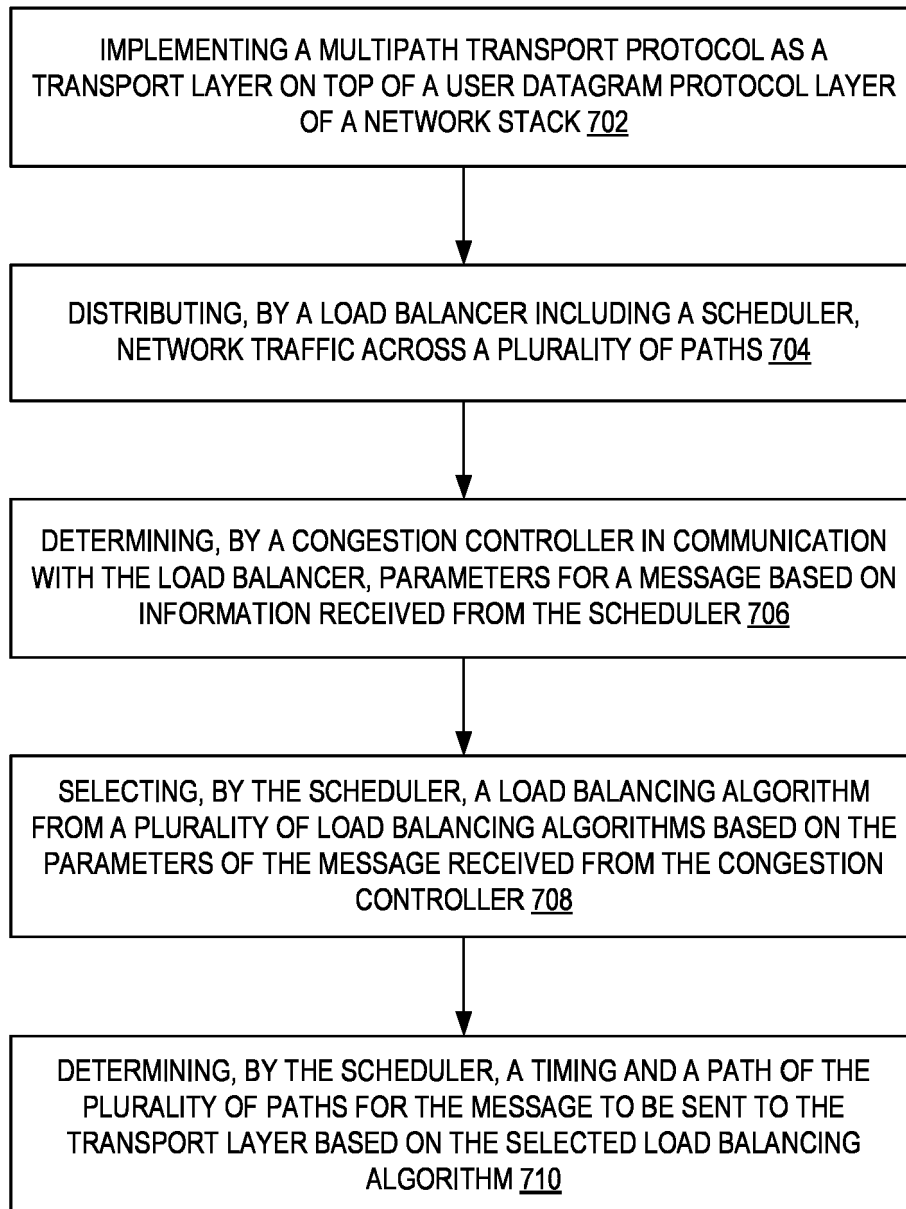 IMPLEMENTING A MULTIPATH TRANSPORT PROTOCOL AS A
TRANSPORT LAYER ON TOP OF A USER DATAGRAM PROTOCOL LAYER
OF A NETWORK STACK 702
DISTRIBUTING, BY A LOAD BALANCER INCLUDING A SCHEDULER,
NETWORK TRAFFIC ACROSS A PLURALITY OF PATHS 704
DETERMINING, BY A CONGESTION CONTROLLER IN COMMUNICATION
WITH THE LOAD BALANCER, PARAMETERS FOR A MESSAGE BASED ON
INFORMATION RECEIVED FROM THE SCHEDULER 706
SELECTING, BY THE SCHEDULER, A LOAD BALANCING ALGORITHM
FROM A PLURALITY OF LOAD BALANCING ALGORITHMS BASED ON THE
PARAMETERS OF THE MESSAGE RECEIVED FROM THE CONGESTION
CONTROLLER 708
DETERMINING, BY THE SCHEDULER, A TIMING AND A PATH OF THE
PLURALITY OF PATHS FOR THE MESSAGE TO BE SENT TO THE
TRANSPORT LAYER BASED ON THE SELECTED LOAD BALANCING
ALGORITHM 710